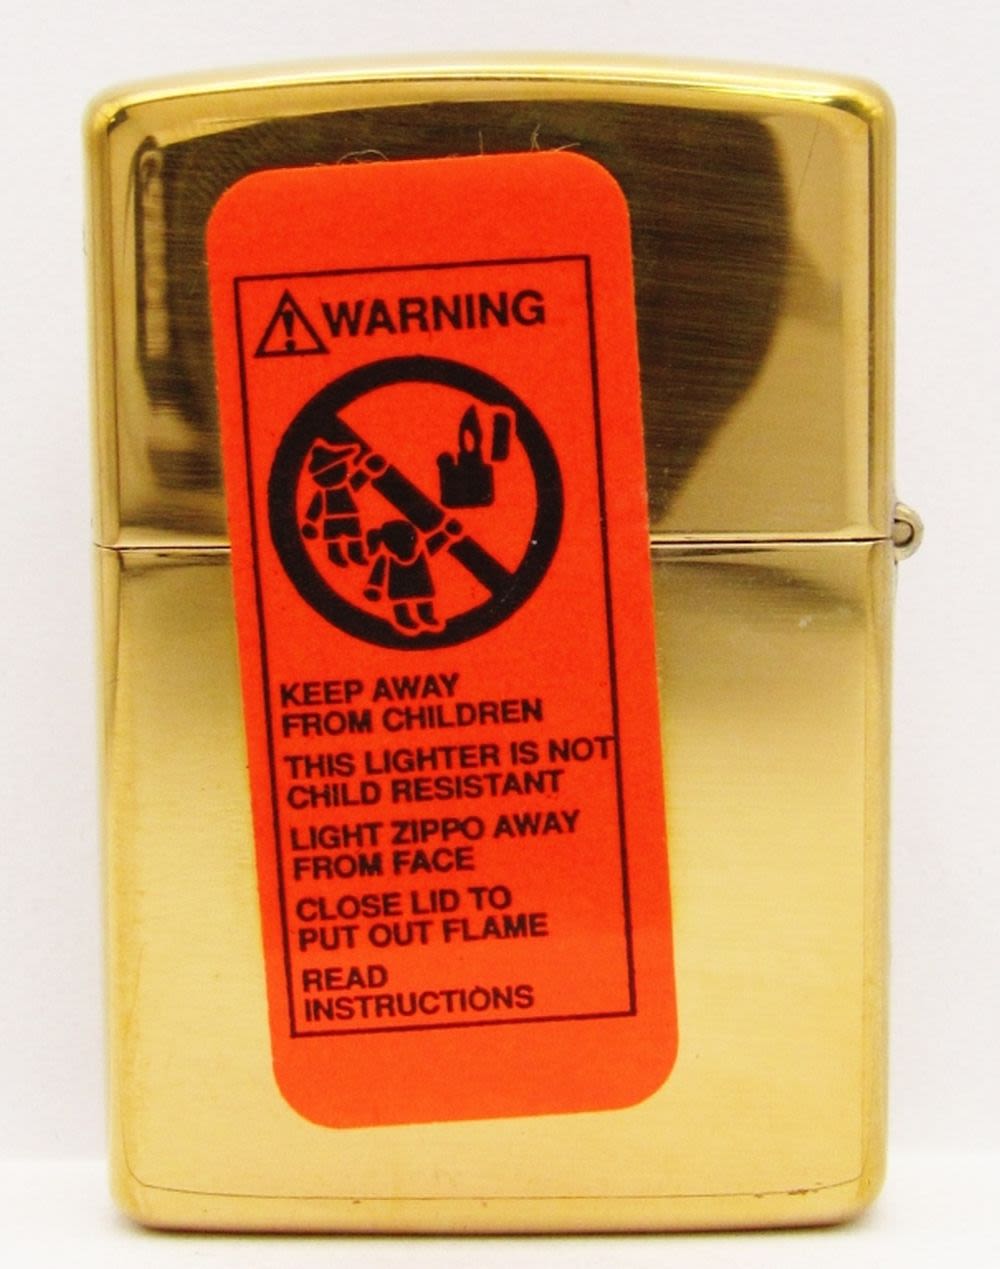 WARNING
KEEP AWAY
FROM CHILDREN
THIS LIGHTER IS NOT
CHILD RESISTANT
LIGHT ZIPPO AWAY
FROM FACE
CLOSE LID TO
PUT OUT FLAME
READ
INSTRUCTIONS